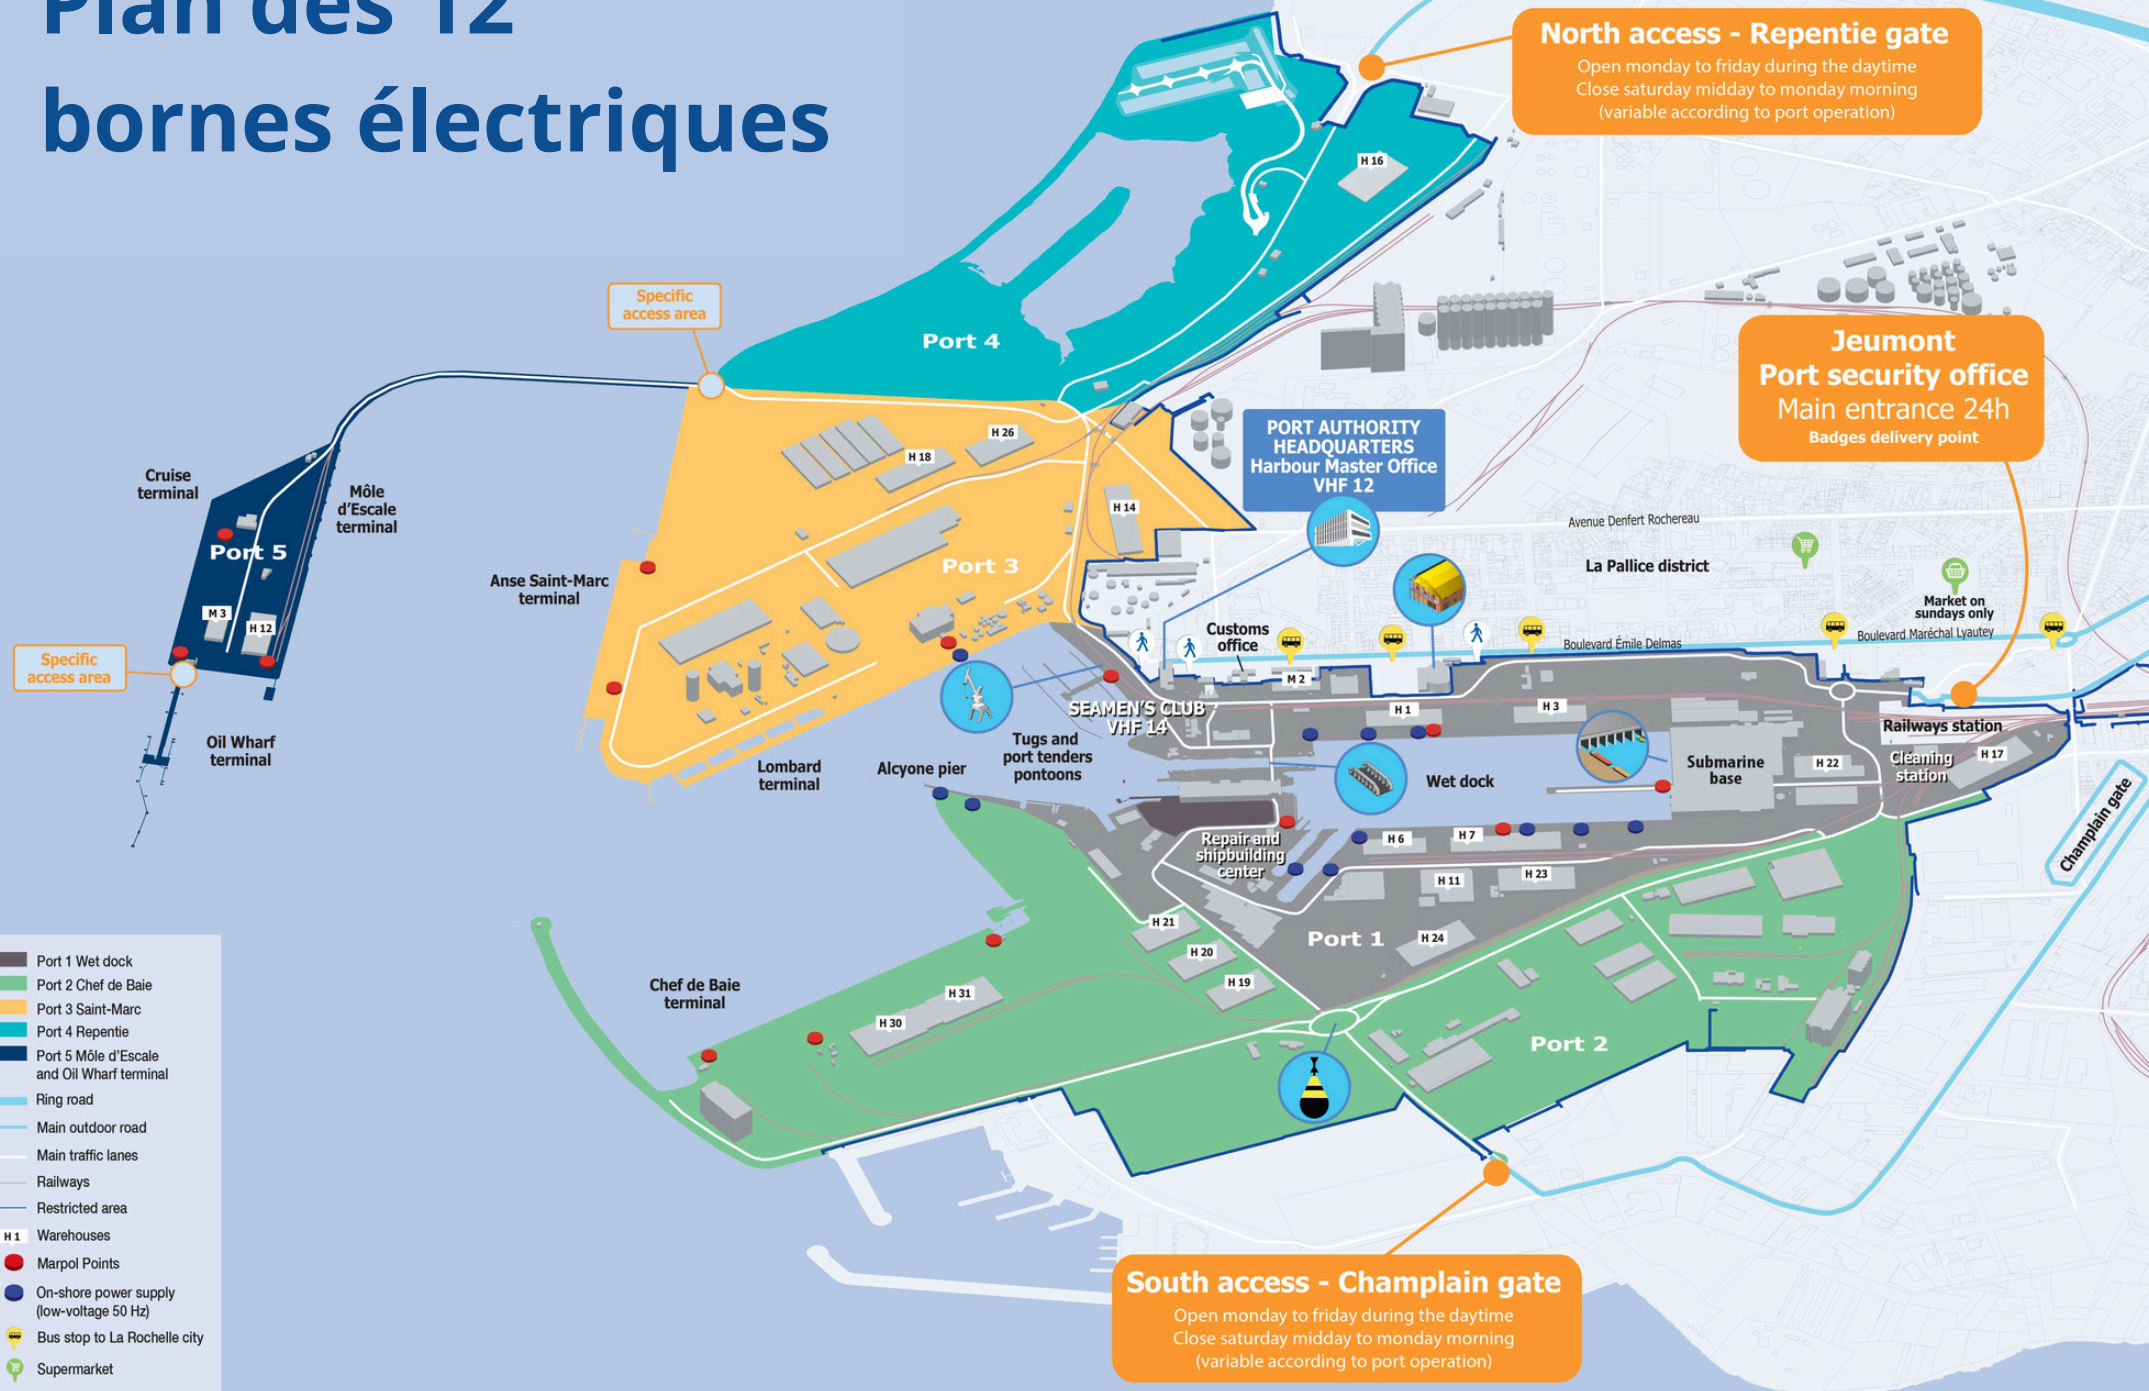 Plan des 12
bornes électriques
North access - Repentie gate
Open monday to friday during the daytime
Close saturday midday to monday morning
(variable according to port operation)
H 16
Specific
access area
Port 4
Jeumont
Port security office
Main entrance 24h
Badges delivery point
PORT AUTHORITY
HEADQUARTERS
Harbour Master Office
VHF 12
H 26
H 18
H 14
Cruise
terminal
Môle
d'Escale
terminal
Port 5
M 3
H 12
Specific
access area
Oil Wharf
terminal
Anse Saint-Marc
terminal
Port 3
Avenue Denfert Rochereau
La Pallice district
Market on
sundays only
Customs
office
Boulevard Émile Delmas
Boulevard Maréchal Lyautey
M 2
SEAMEN'S CLUB
VHF 14
H 1
H 3
Railways station
Tugs and
port tenders
pontoons
Lombard
terminal
Alcyone pier
Wet dock
Submarine
base
H 22
Cleaning
station
H 17
Champlain gate
Repair and
shipbuilding
center
H 6
H 7
H 11
H 23
H 21
H 20
H 19
Port 1
H 24
Chef de Baie
terminal
H 31
H 30
Port 2
Port 1 Wet dock
Port 2 Chef de Baie
Port 3 Saint-Marc
Port 4 Repentie
Port 5 Môle d'Escale
and Oil Wharf terminal
Ring road
Main outdoor road
Main traffic lanes
Railways
Restricted area
H 1 Warehouses
Marpol Points
On-shore power supply
(low-voltage 50 Hz)
Bus stop to La Rochelle city
Supermarket
South access - Champlain gate
Open monday to friday during the daytime
Close saturday midday to monday morning
(variable according to port operation)